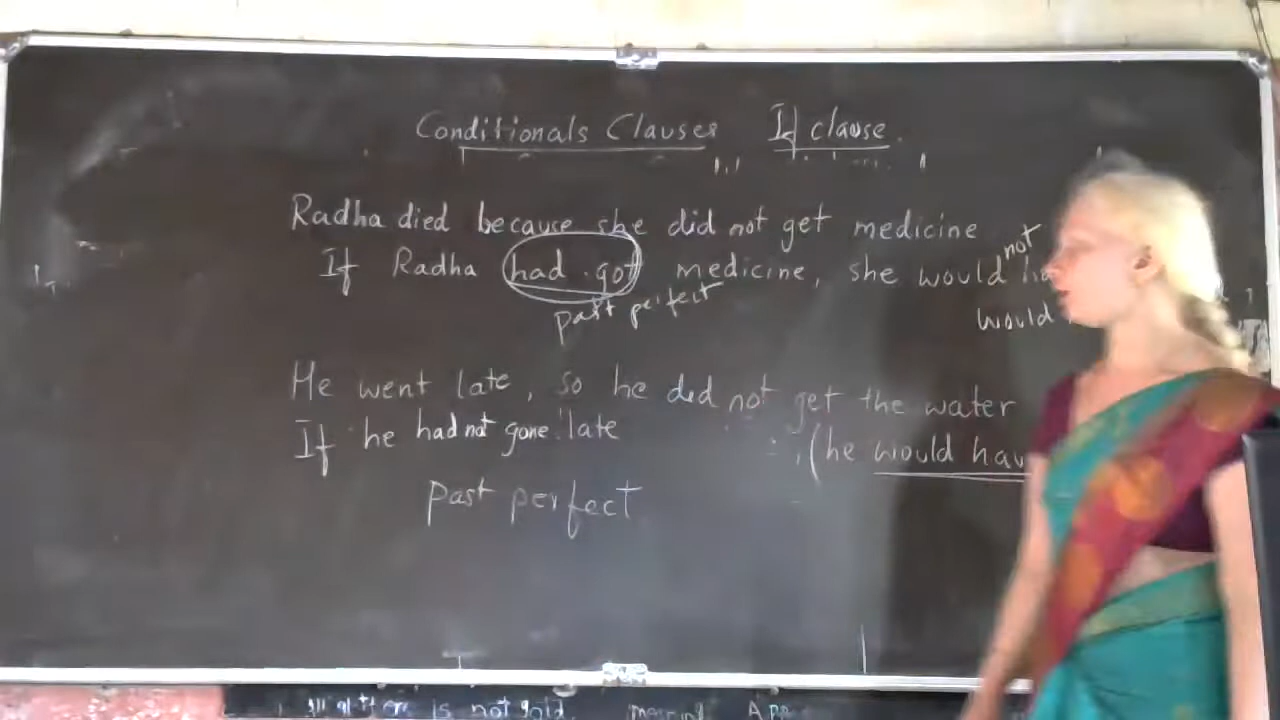 Conditionals Clauses If clause.
Radha died because she did not get medicine
not
If Radha had got medicine, she would
past perfect would
He went late, so he did not get the water
If he had not gone late
, (he would hav
Past perfect
is not gold.